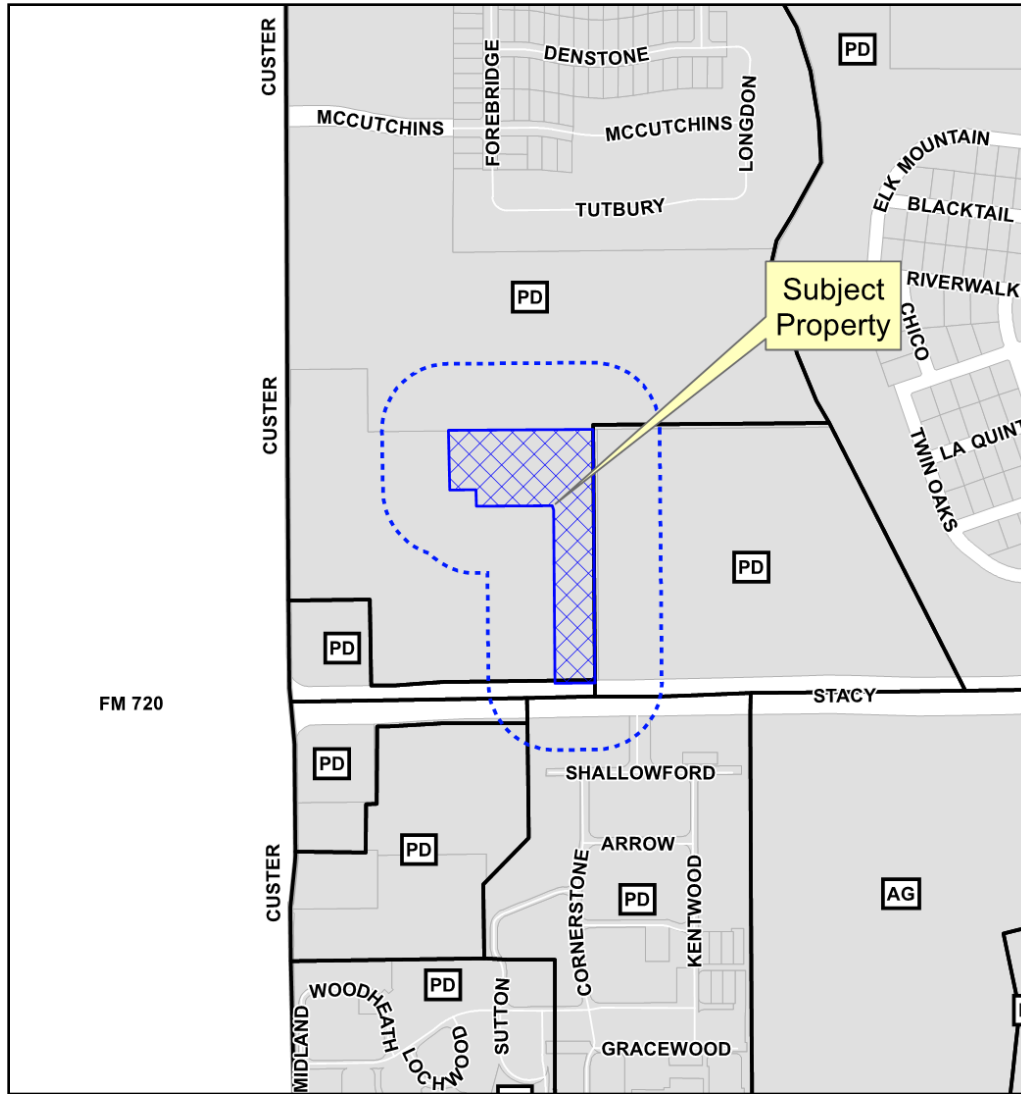 CUSTER
DENSTONE
PD
FOREBRIDGE
MCCUTCHINS
MCCUTCHINS
LONGDON
ELK MOUNTAIN
TUTBURY
BLACKTAIL
PD
Subject
Property
RIVERWALK
CHICO
CUSTER
TWIN OAKS
LA QUINT
PD
PD
FM 720
STACY
PD
SHALLOWFORD
CUSTER
PD
ARROW
CORNERSTONE
PD
KENTWOOD
AG
PD
WOODHEATH
MIDLAND
LOCHWOOD
SUTTON
GRACEWOOD